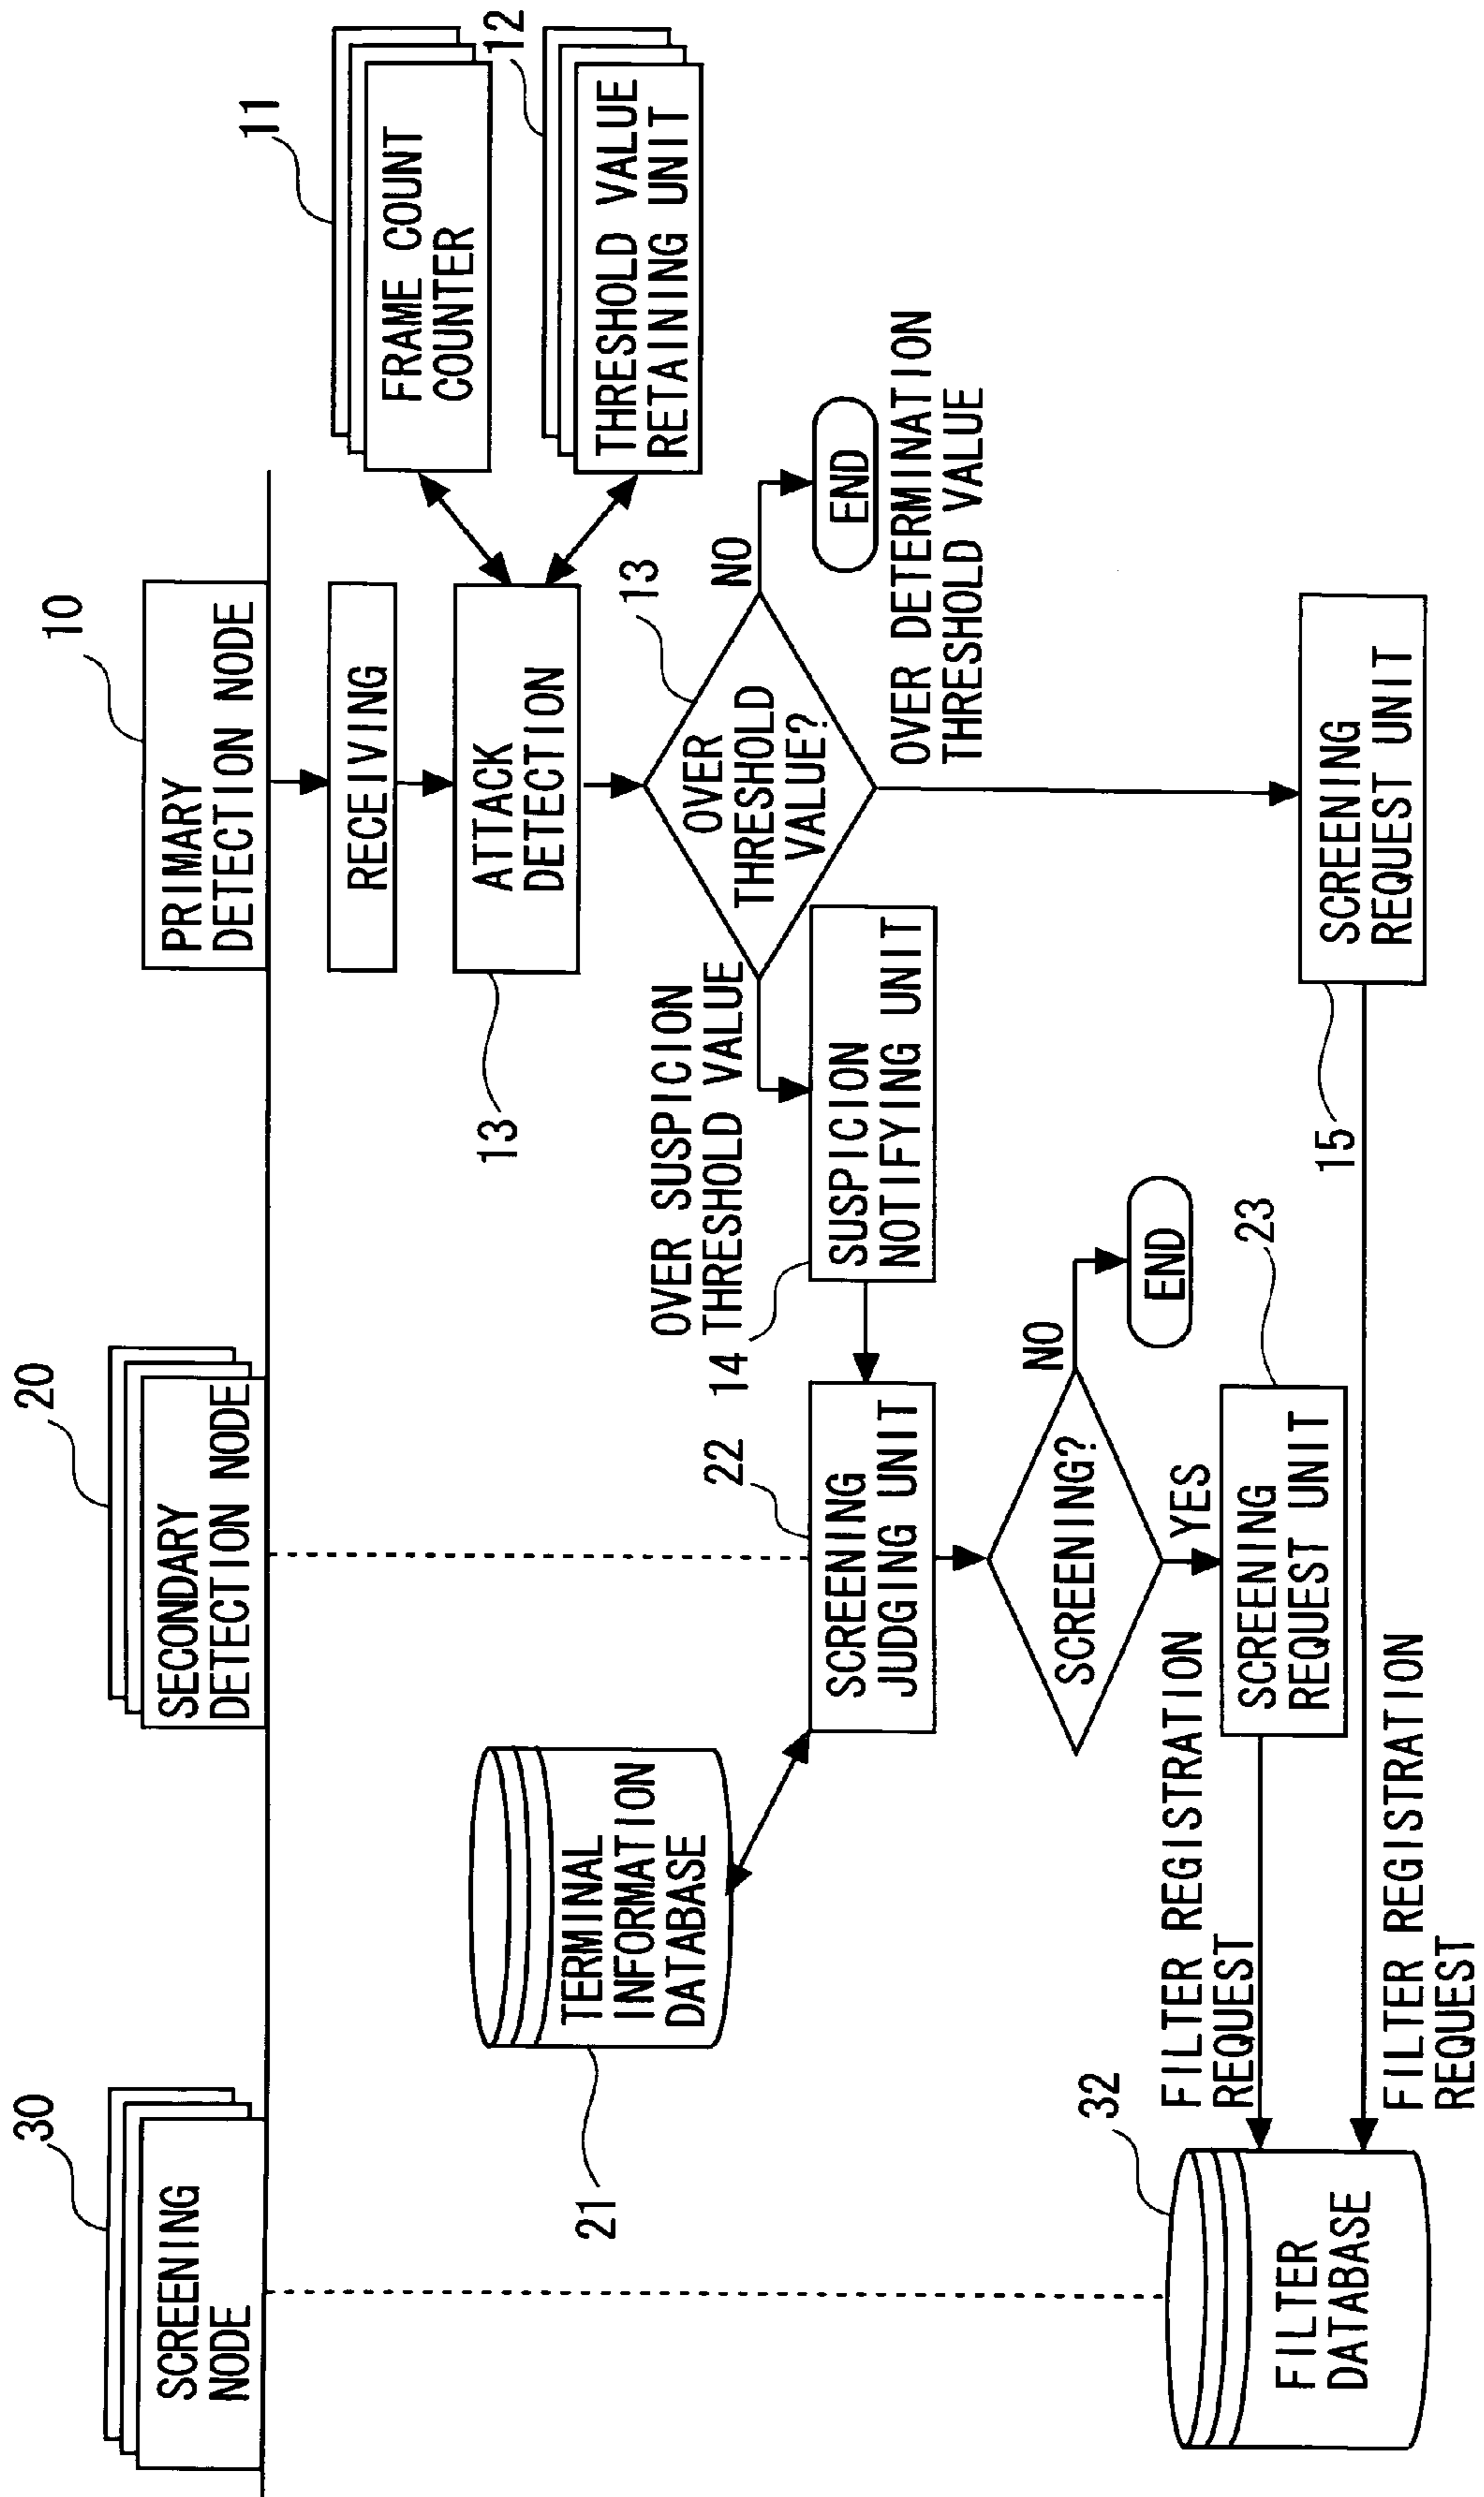 30
SCREENING
NODE
20
SECONDARY
DETECTION NODE
10
PRIMARY
DETECTION NODE
RECEIVING
11
FRAME COUNT
COUNTER
13
ATTACK
DETECTION
12
THRESHOLD VALUE
RETAINING UNIT
21
TERMINAL
INFORMATION
DATABASE
OVER SUSPICION
THRESHOLD VALUE
13
OVER
THRESHOLD
VALUE?
NO
END
22
SCREENING
JUDGING UNIT
14
SUSPICION
NOTIFYING UNIT
OVER DETERMINATION
THRESHOLD VALUE
SCREENING?
NO
END
YES
32
FILTER
DATABASE
FILTER REGISTRATION
REQUEST
23
SCREENING
REQUEST UNIT
15
SCREENING
REQUEST UNIT
FILTER REGISTRATION
REQUEST